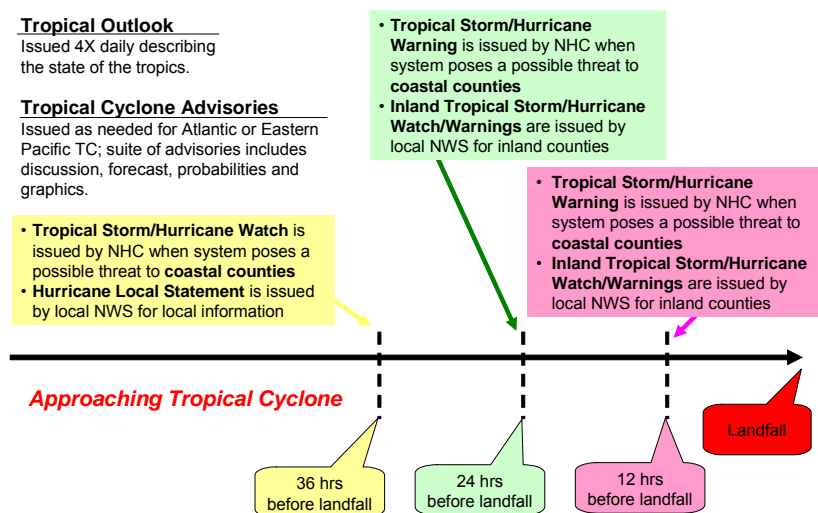 Tropical Outlook
Issued 4X daily describing
the state of the tropics.
Tropical Cyclone Advisories
Issued as needed for Atlantic or Eastern
Pacific TC; suite of advisories includes
discussion, forecast, probabilities and
graphics.
• Tropical Storm/Hurricane
Warning is issued by NHC when
system poses a possible threat to
coastal counties
• Inland Tropical Storm/Hurricane
Watch/Warnings are issued by
local NWS for inland counties
• Tropical Storm/Hurricane
Warning is issued by NHC when
system poses a possible threat to
coastal counties
• Inland Tropical Storm/Hurricane
Watch/Warnings are issued by
local NWS for inland counties
• Tropical Storm/Hurricane Watch is
issued by NHC when system poses a
possible threat to coastal counties
• Hurricane Local Statement is issued
by local NWS for local information
Approaching Tropical Cyclone
36 hrs
before landfall
24 hrs
before landfall
12 hrs
before landfall
Landfall